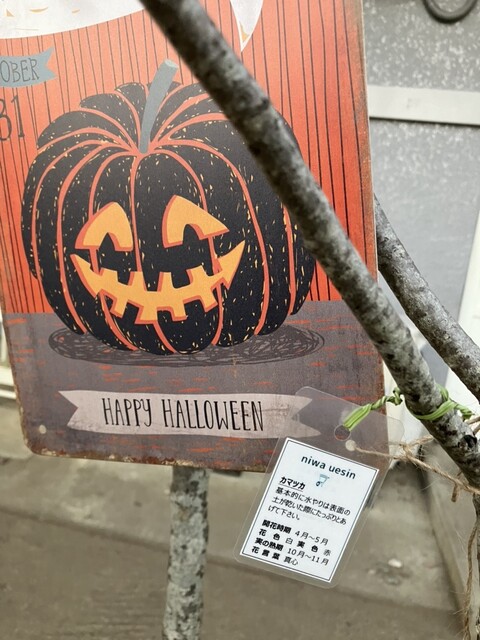 OBER
31
HAPPY HALLOWEEN
niwa uesin
カマツカ
基本的に水やりは表面の
土が乾いた際にたっぷりとあ
げて下さい。
開花時期 4月～5月
花 色 白 実 色 赤
実の熟期 10月～11月
花 言 葉 真心